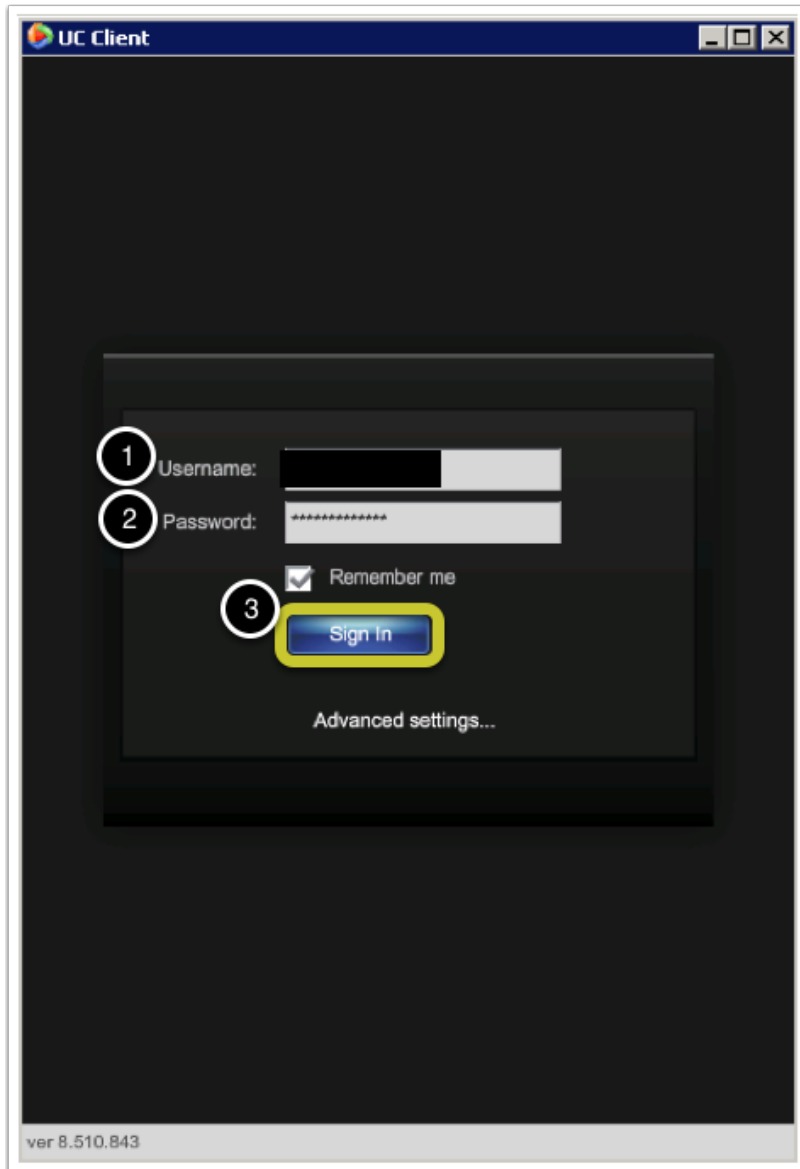 UC Client
1 Username:
2 Password: *************
Remember me
3 Sign In
Advanced settings...
ver 8.510.843